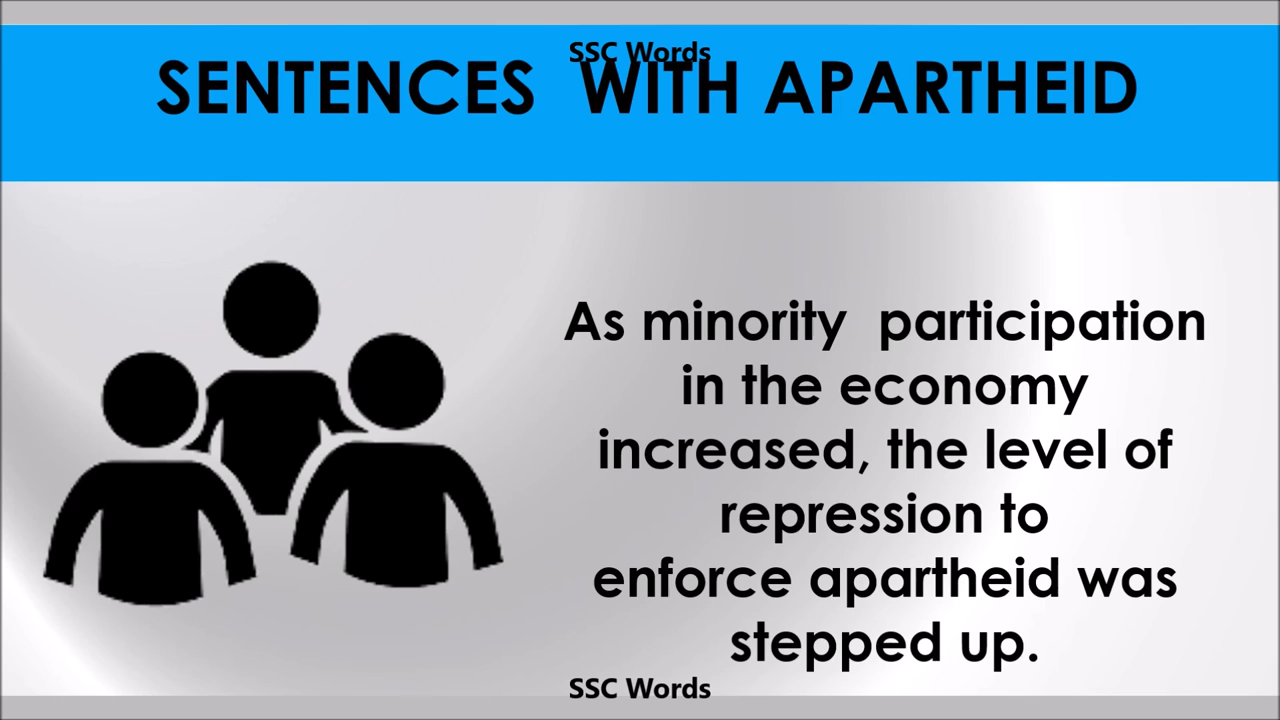 SSC Words
SENTENCES WITH APARTHEID
As minority participation
in the economy
increased, the level of
repression to
enforce apartheid was
stepped up.
SSC Words